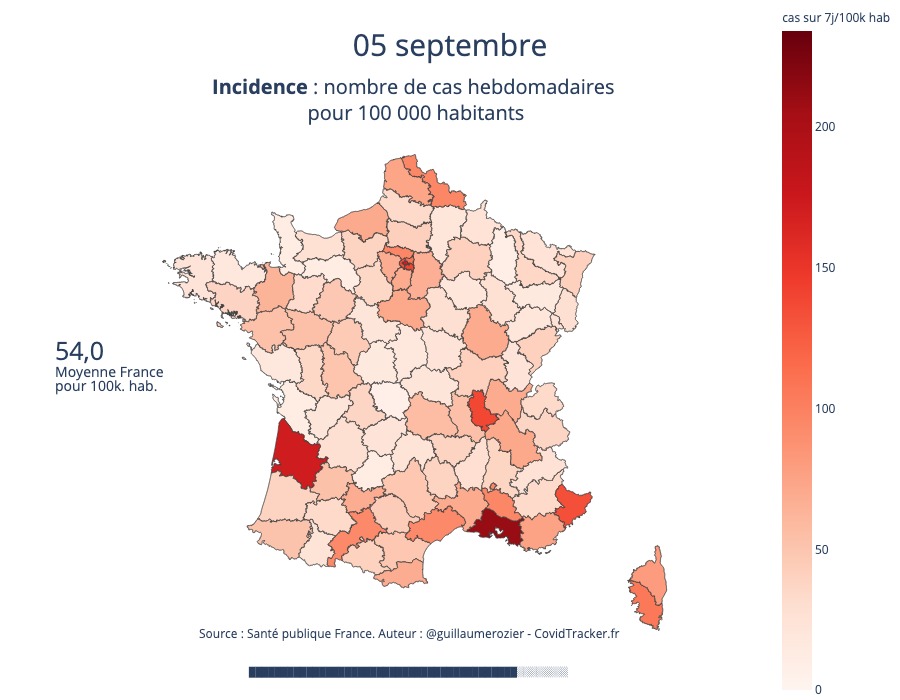 cas sur 7j/100k hab
05 septembre
Incidence : nombre de cas hebdomadaires
pour 100 000 habitants
200
150
54,0
Moyenne France
pour 100k. hab.
100
50
Source : Santé publique France. Auteur : @guillaumerozier - CovidTracker.fr
0